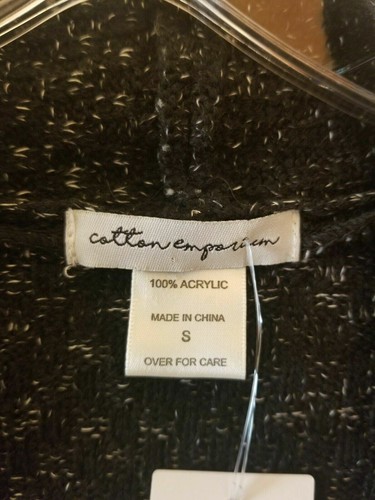 cotton emporium
100% ACRYLIC
MADE IN CHINA
S
OVER FOR CARE